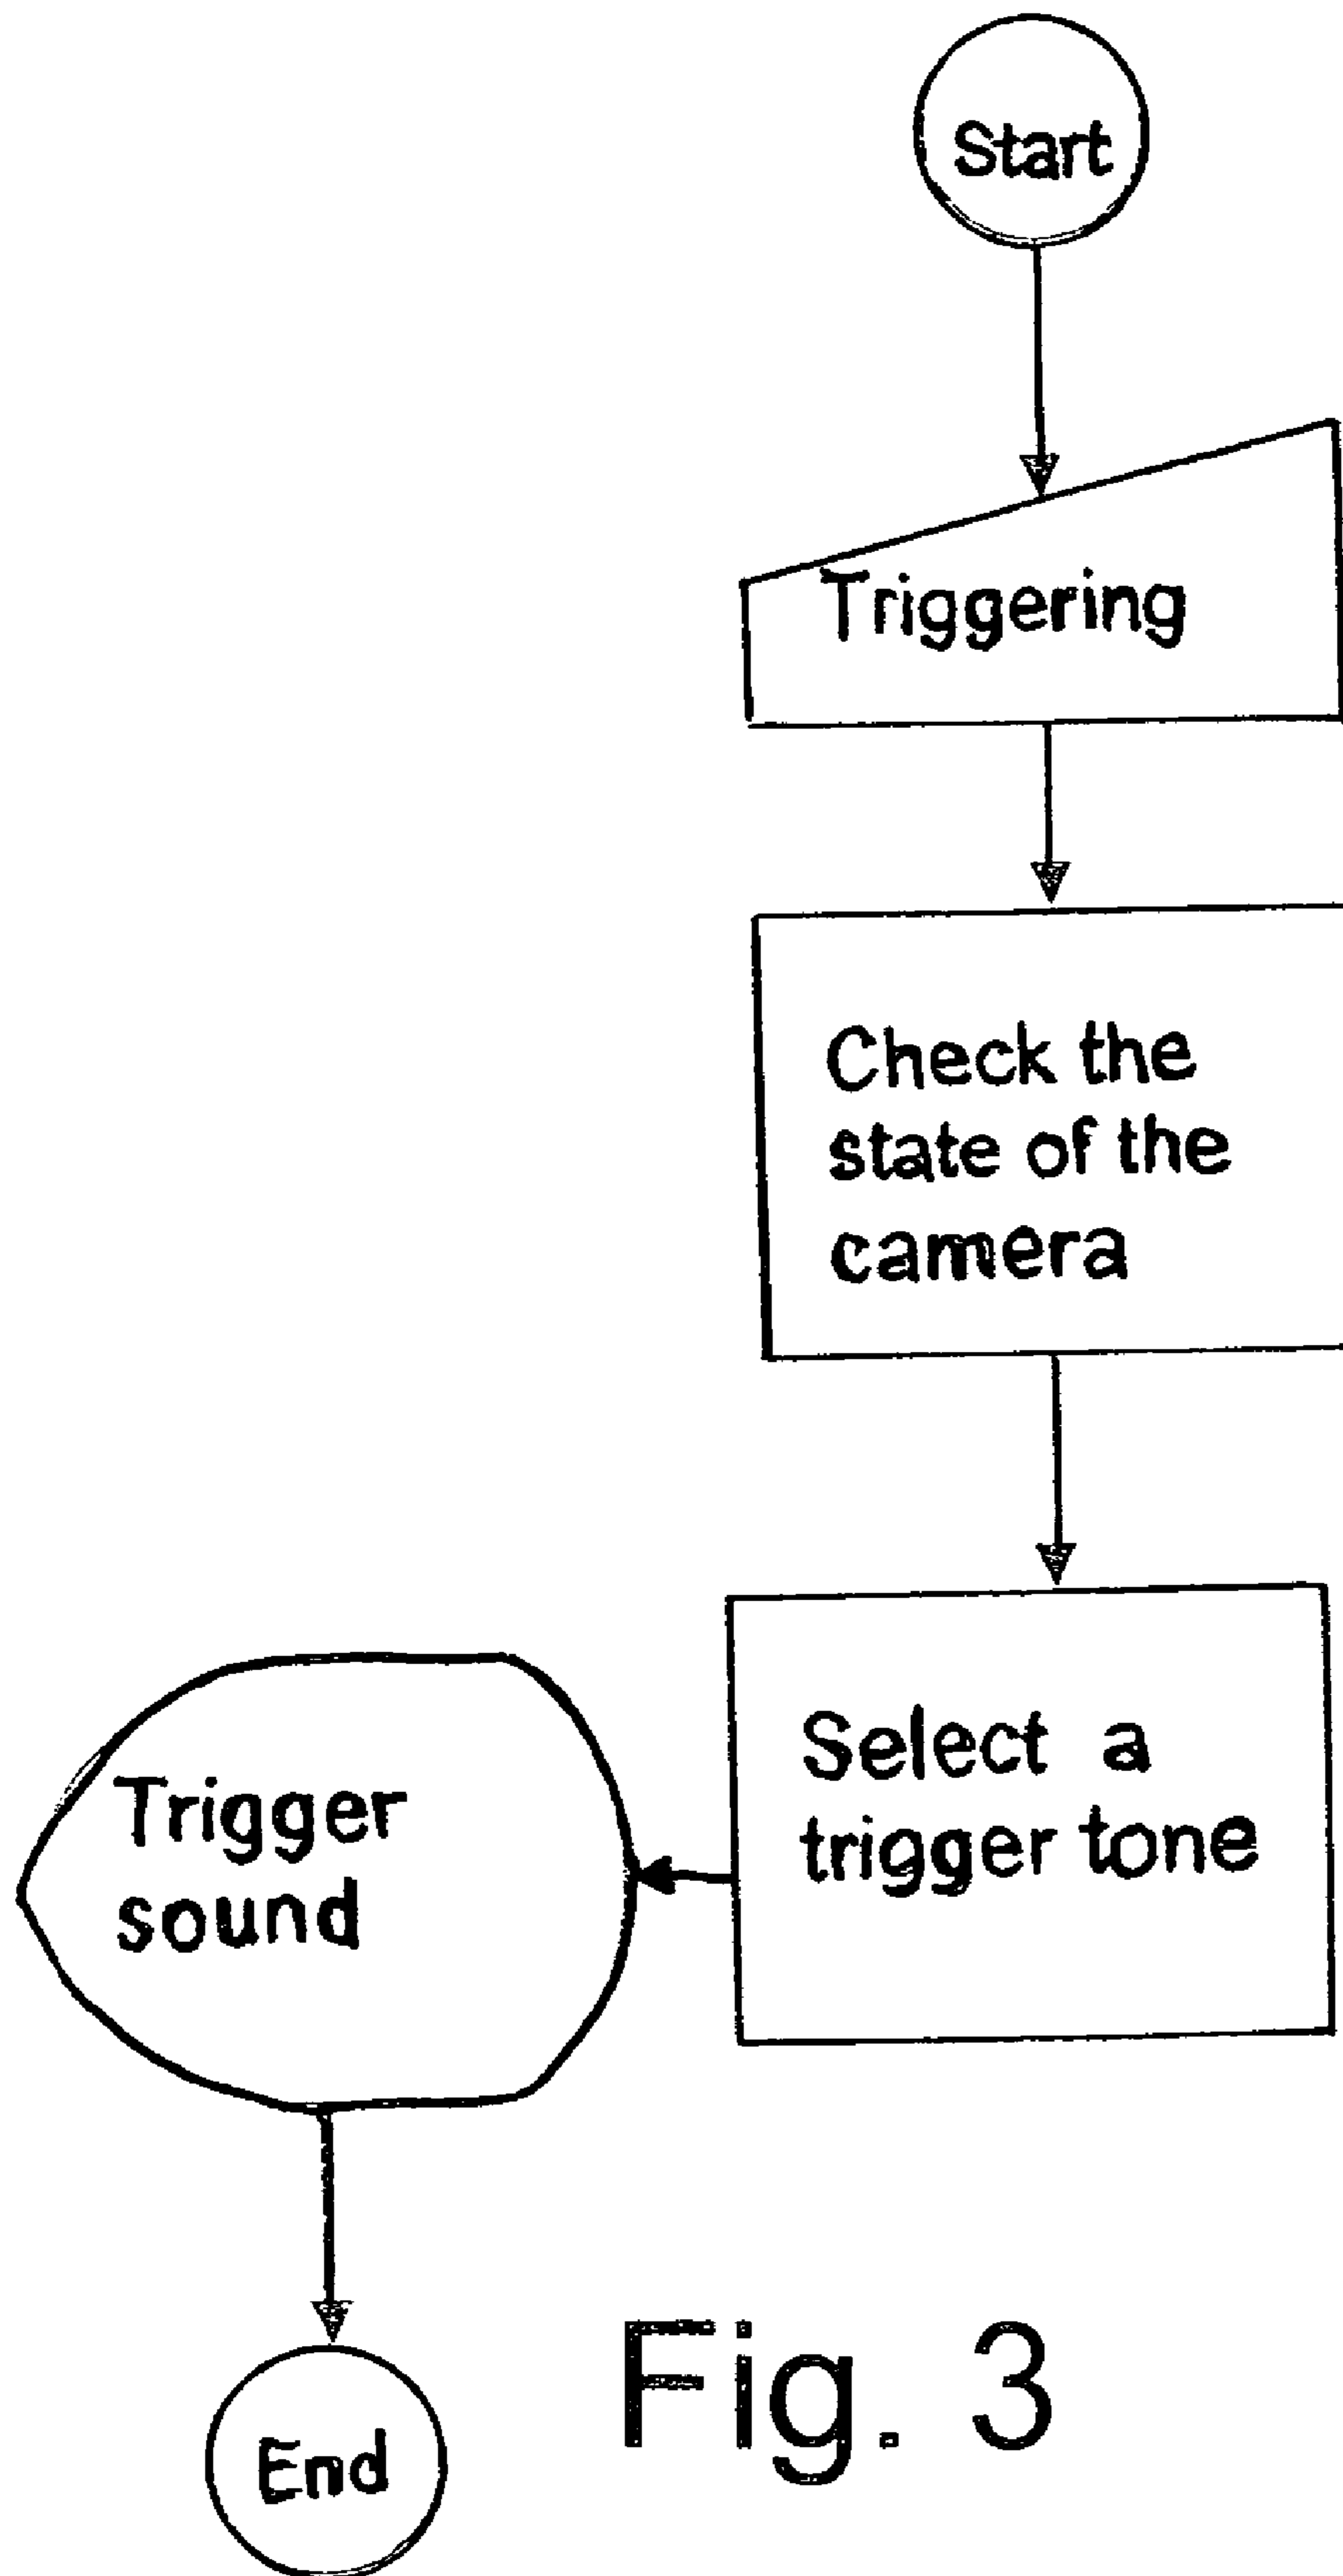 Start
Triggering
Check the
state of the
camera
Select a
trigger tone
Trigger
sound
End
Fig. 3